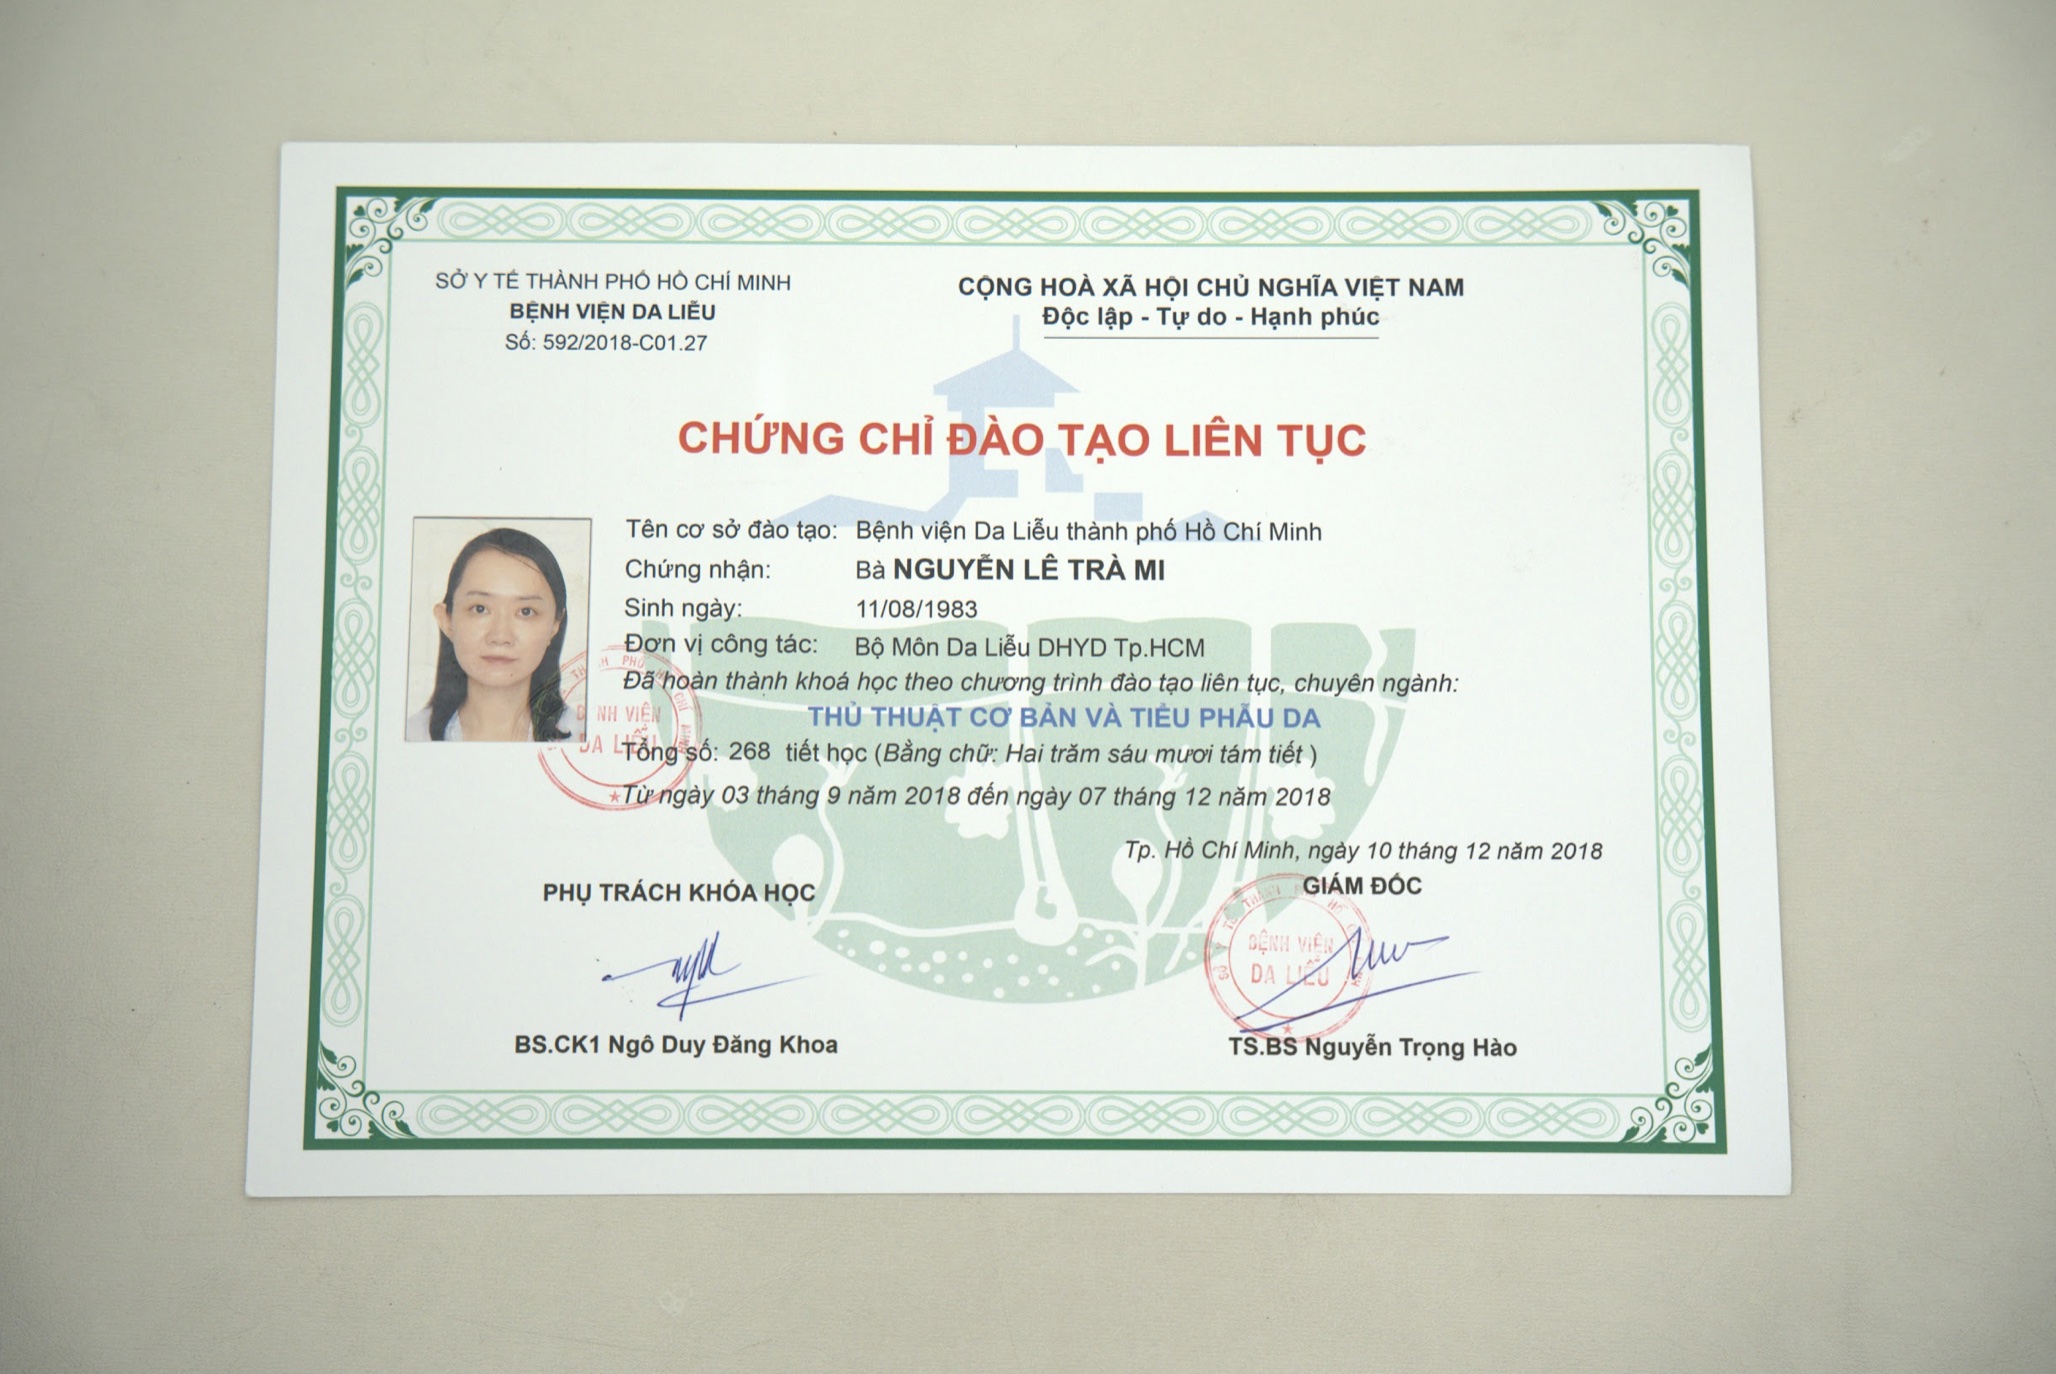 SỞ Y TẾ THÀNH PHỐ HỒ CHÍ MINH
BỆNH VIỆN DA LIỄU
Số: 592/2018-C01.27
CỘNG HOÀ XÃ HỘI CHỦ NGHĨA VIỆT NAM
Độc lập - Tự do - Hạnh phúc
CHỨNG CHỈ ĐÀO TẠO LIÊN TỤC
Tên cơ sở đào tạo: Bệnh viện Da Liễu thành phố Hồ Chí Minh
Chứng nhận: Bà NGUYỄN LÊ TRÀ MI
Sinh ngày: 11/08/1983
Đơn vị công tác: Bộ Môn Da Liễu DHYD Tp.HCM
Đã hoàn thành khoá học theo chương trình đào tạo liên tục, chuyên ngành:
THỦ THUẬT CƠ BẢN VÀ TIỂU PHẪU DA
Tổng số: 268 tiết học (Bằng chữ: Hai trăm sáu mươi tám tiết )
Từ ngày 03 tháng 9 năm 2018 đến ngày 07 tháng 12 năm 2018
BỆNH VIỆN
DA LIỄU
Tp. Hồ Chí Minh, ngày 10 tháng 12 năm 2018
PHỤ TRÁCH KHÓA HỌC
GIÁM ĐỐC
BỆNH VIỆN
DA LIỄU
BS.CK1 Ngô Duy Đăng Khoa
TS.BS Nguyễn Trọng Hào